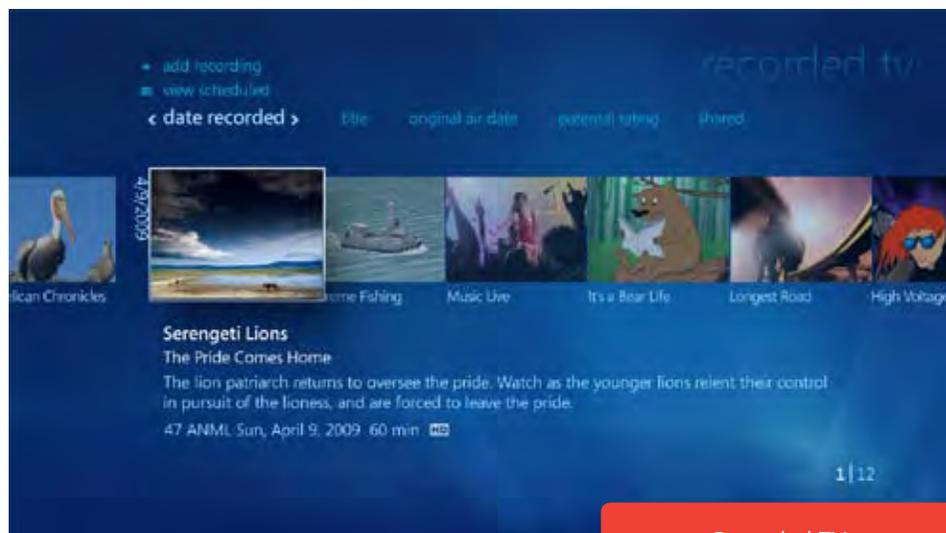 recorded tv
add recording
view scheduled
‹ date recorded › title original air date parental rating shared
4/9/2009
lican Chronicles
reme Fishing
Music Live
It's a Bear Life
Longest Road
High Voltage
Serengeti Lions
The Pride Comes Home
The lion patriarch returns to oversee the pride. Watch as the younger lions relent their control
in pursuit of the lioness, and are forced to leave the pride.
47 ANML Sun, April 9, 2009 60 min HD
1|12